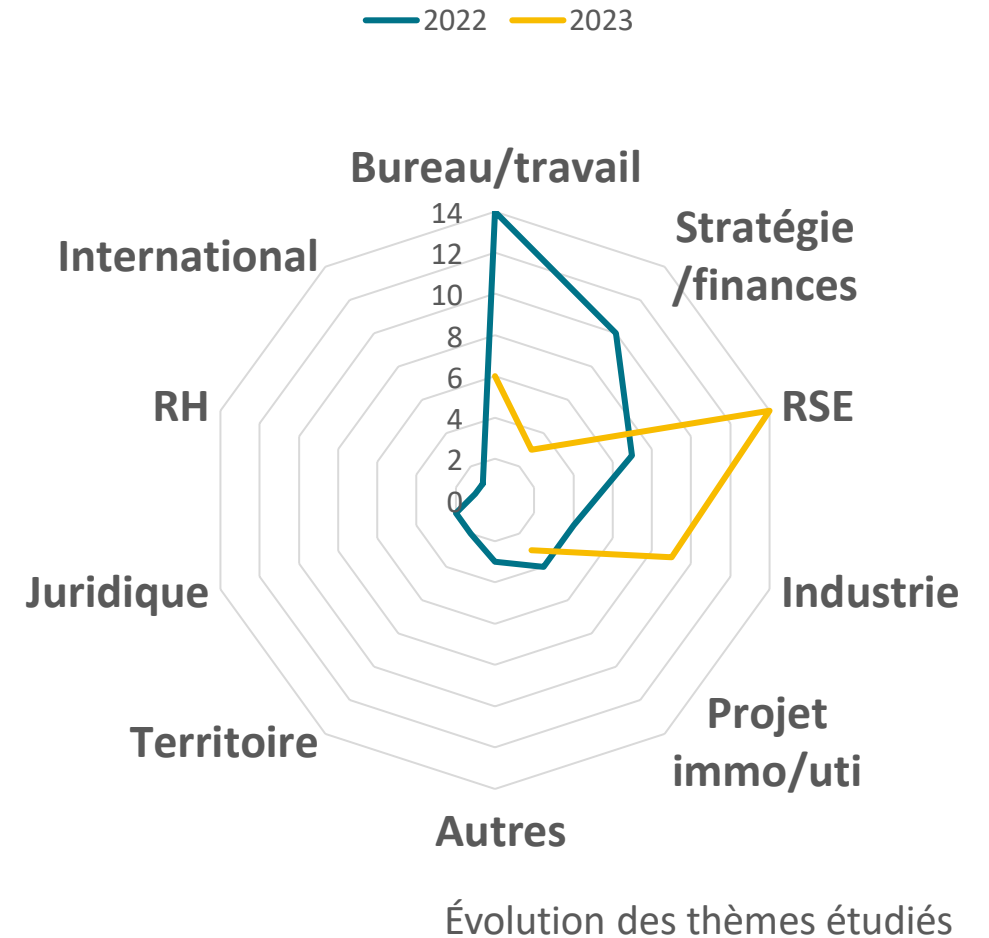 2022 2023
Bureau/travail
Stratégie
/finances
International
14
12
10
8
6
4
2
0
RH
RSE
Juridique
Industrie
Projet
immo/uti
Territoire
Autres
Évolution des thèmes étudiés